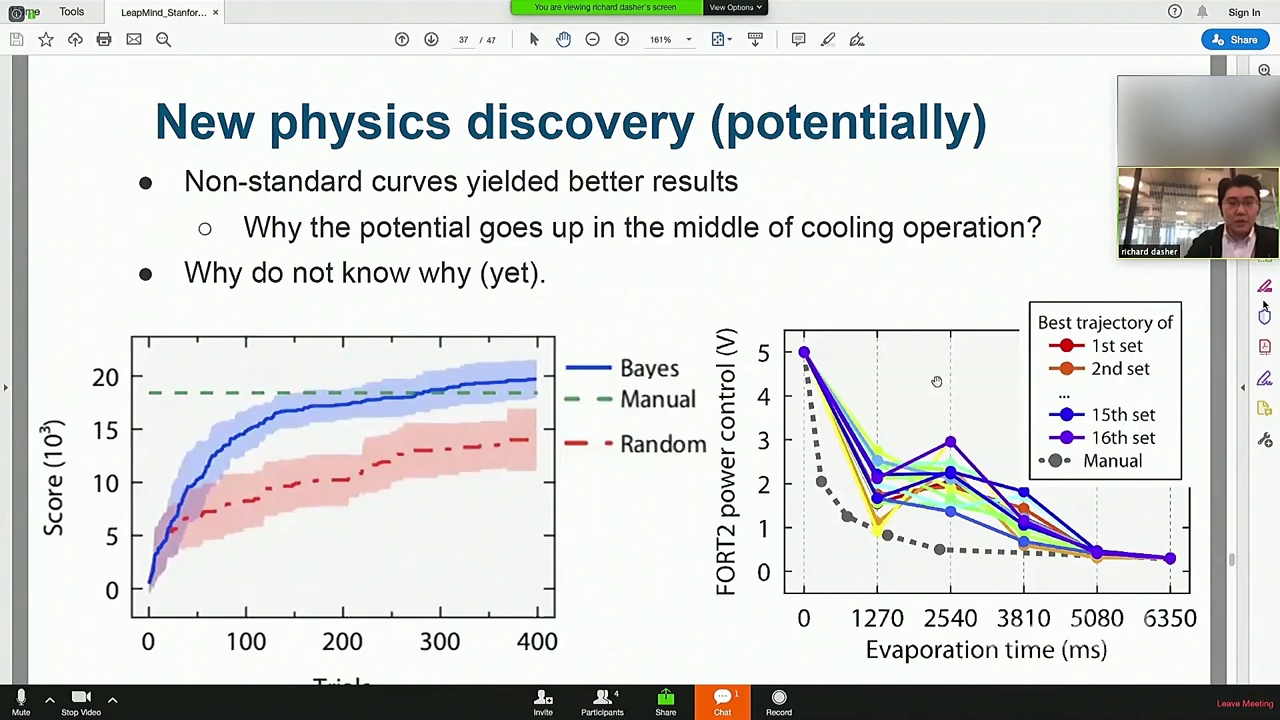 You are viewing richard dasher's screen
View Options
me
Tools
LeapMind_Stanfor...
Sign In
37 / 47
161%
Share
New physics discovery (potentially)
● Non-standard curves yielded better results
○ Why the potential goes up in the middle of cooling operation?
● Why do not know why (yet).
richard dasher
Score (10³)
20
15
10
5
0
0 100 200 300 400
Trials
Bayes
Manual
Random
FORT2 power control (V)
5
4
3
2
1
0
0 1270 2540 3810 5080 6350
Evaporation time (ms)
Best trajectory of
1st set
2nd set
...
15th set
16th set
Manual
Mute
Stop Video
Invite
4
Participants
Share
1
Chat
Record
Leave Meeting